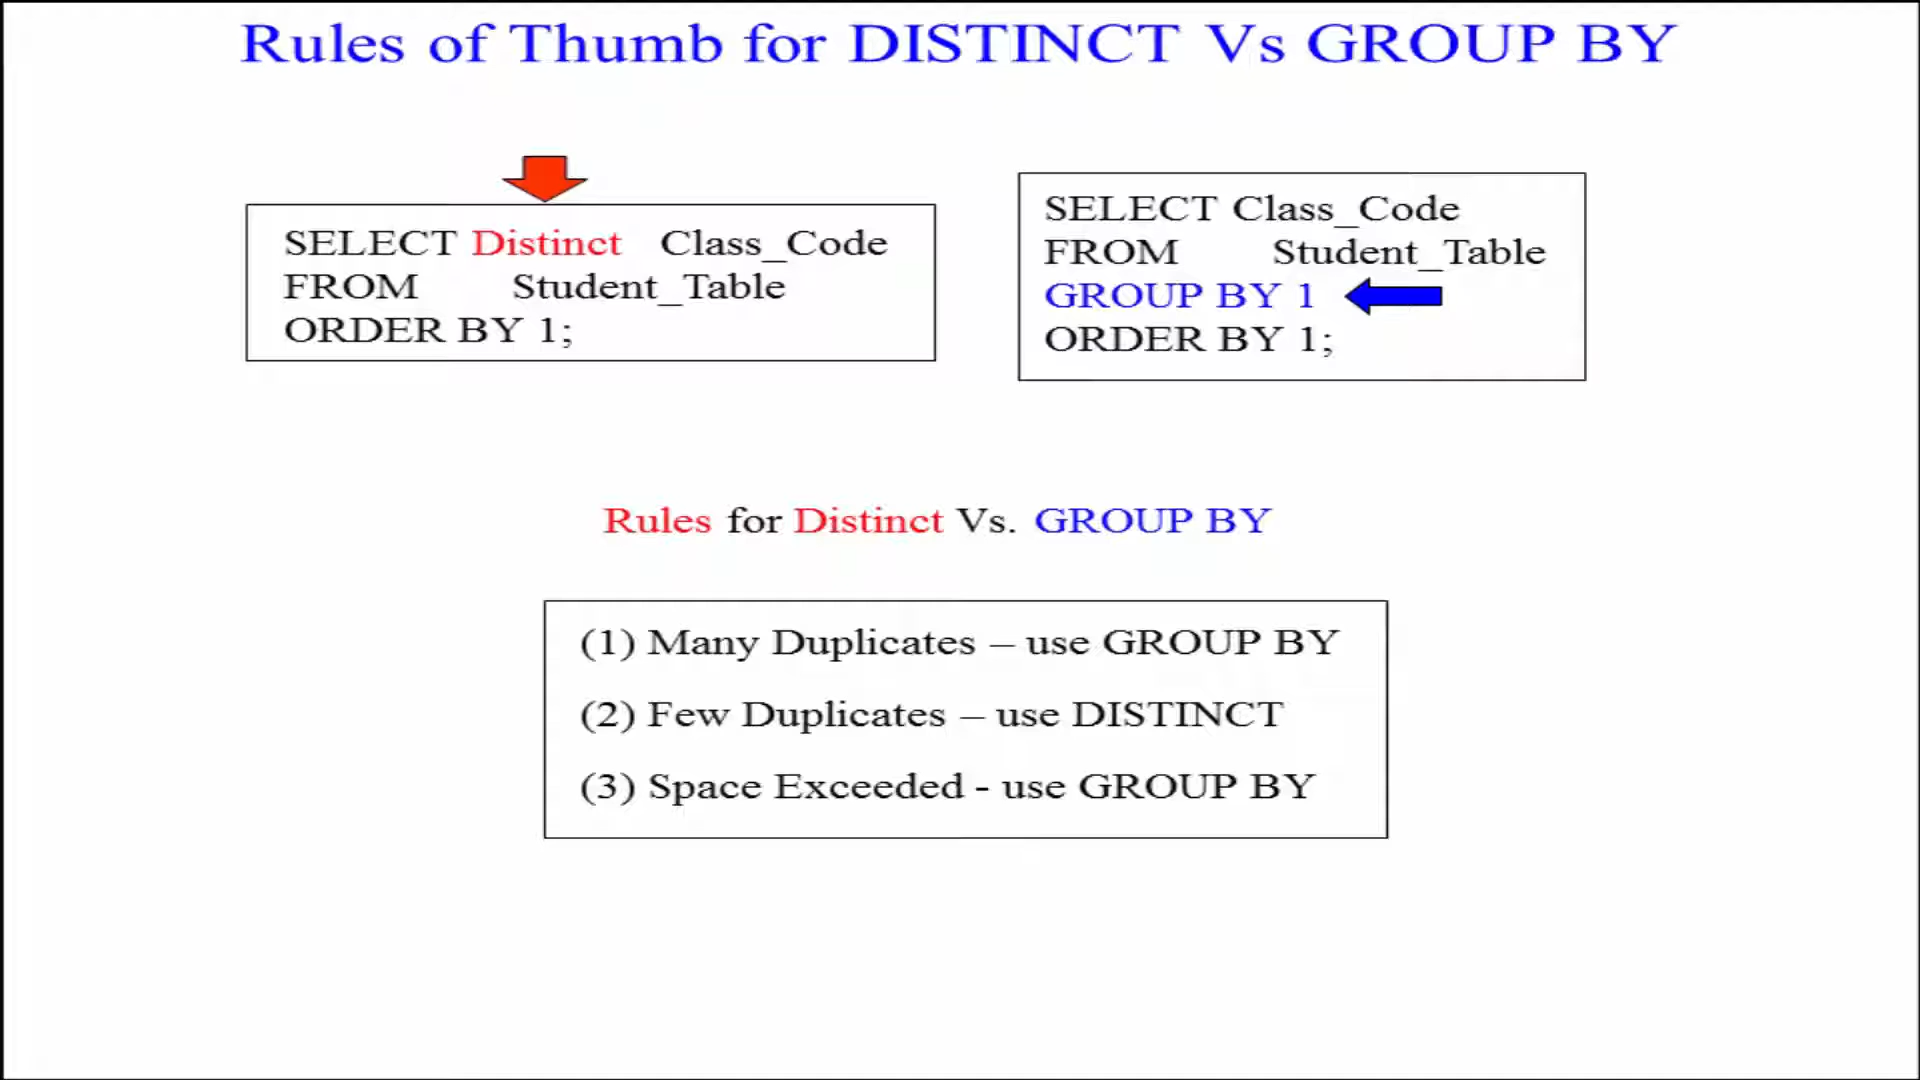 Rules of Thumb for DISTINCT Vs GROUP BY
SELECT Distinct Class_Code
FROM Student_Table
ORDER BY 1;
SELECT Class_Code
FROM Student_Table
GROUP BY 1
ORDER BY 1;
Rules for Distinct Vs. GROUP BY
(1) Many Duplicates – use GROUP BY
(2) Few Duplicates – use DISTINCT
(3) Space Exceeded - use GROUP BY